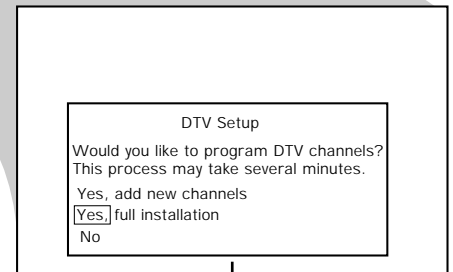 DTV Setup
Would you like to program DTV channels?
This process may take several minutes.
Yes, add new channels
Yes, full installation
No